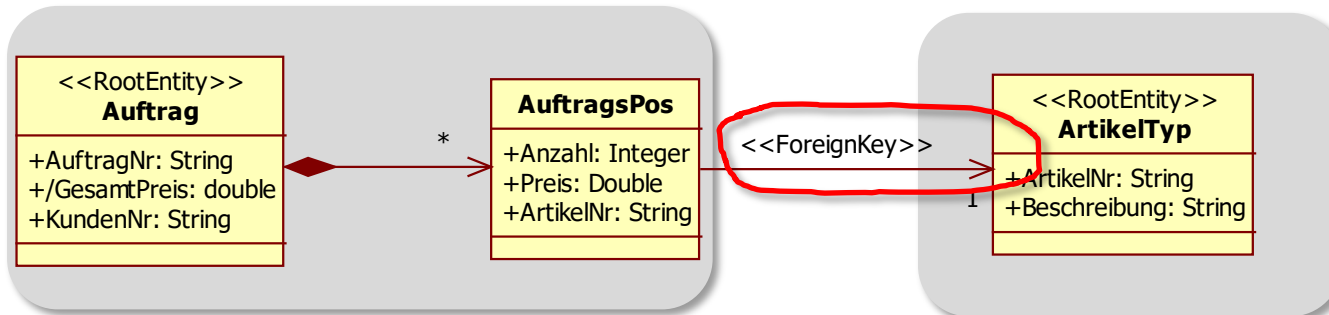 <<RootEntity>>
Auftrag
+AuftragNr: String
+/GesamtPreis: double
+KundenNr: String
*
AuftragsPos
+Anzahl: Integer
+Preis: Double
+ArtikelNr: String
<<ForeignKey>>
1
<<RootEntity>>
ArtikelTyp
+ArtikelNr: String
+Beschreibung: String